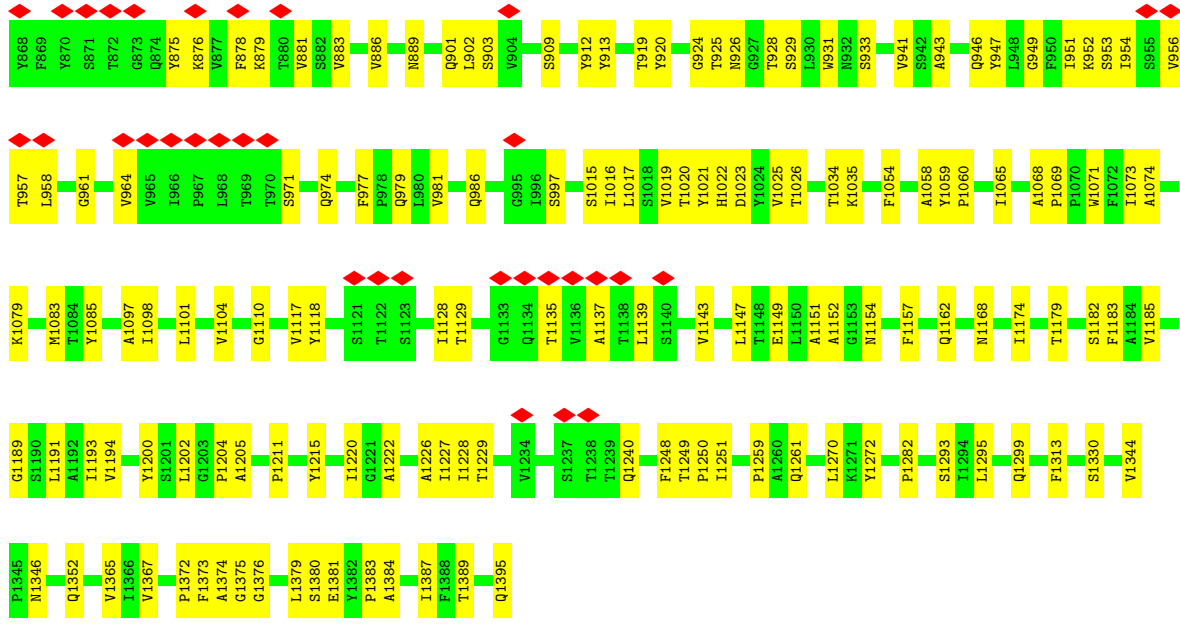 Y868 F869 Y870 S871 T872 G873 Q874 Y875 K876 V877 F878 K879 T880 V881 S882 V883 V886 N889 Q901 L902 S903 V904 S909 Y912 Y913 T919 Y920 G924 T925 N926 G927 T928 S929 L930 W931 N932 S933 V941 S942 A943 Q946 Y947 L948 G949 F950 I951 K952 S953 I954 S955 V956
T957 L958 G961 V964 V965 I966 P967 L968 T969 T970 S971 Q974 F977 P978 Q979 L980 V981 Q986 G995 I996 S997 S1015 I1016 L1017 S1018 V1019 T1020 Y1021 H1022 D1023 Y1024 V1025 T1026 T1034 K1035 F1054 A1058 Y1059 P1060 I1065 A1068 P1069 P1070 W1071 F1072 I1073 A1074
K1079 M1083 T1084 Y1085 A1097 I1098 L1101 V1104 G1110 V1117 Y1118 S1121 T1122 S1123 I1128 T1129 G1133 Q1134 T1135 V1136 A1137 T1138 L1139 S1140 V1143 L1147 T1148 E1149 L1150 A1151 A1152 G1153 N1154 F1157 Q1162 N1168 I1174 T1179 S1182 F1183 A1184 V1185
G1189 S1190 L1191 A1192 I1193 V1194 Y1200 S1201 L1202 G1203 P1204 A1205 P1211 Y1215 I1220 G1221 A1222 A1226 I1227 I1228 T1229 V1234 S1237 T1238 T1239 Q1240 F1248 T1249 P1250 I1251 P1259 A1260 Q1261 L1270 K1271 Y1272 P1282 S1293 I1294 L1295 Q1299 F1313 S1330 V1344
P1345 N1346 Q1352 V1365 I1366 V1367 P1372 F1373 A1374 G1375 G1376 L1379 S1380 E1381 Y1382 P1383 A1384 I1387 F1388 T1389 Q1395